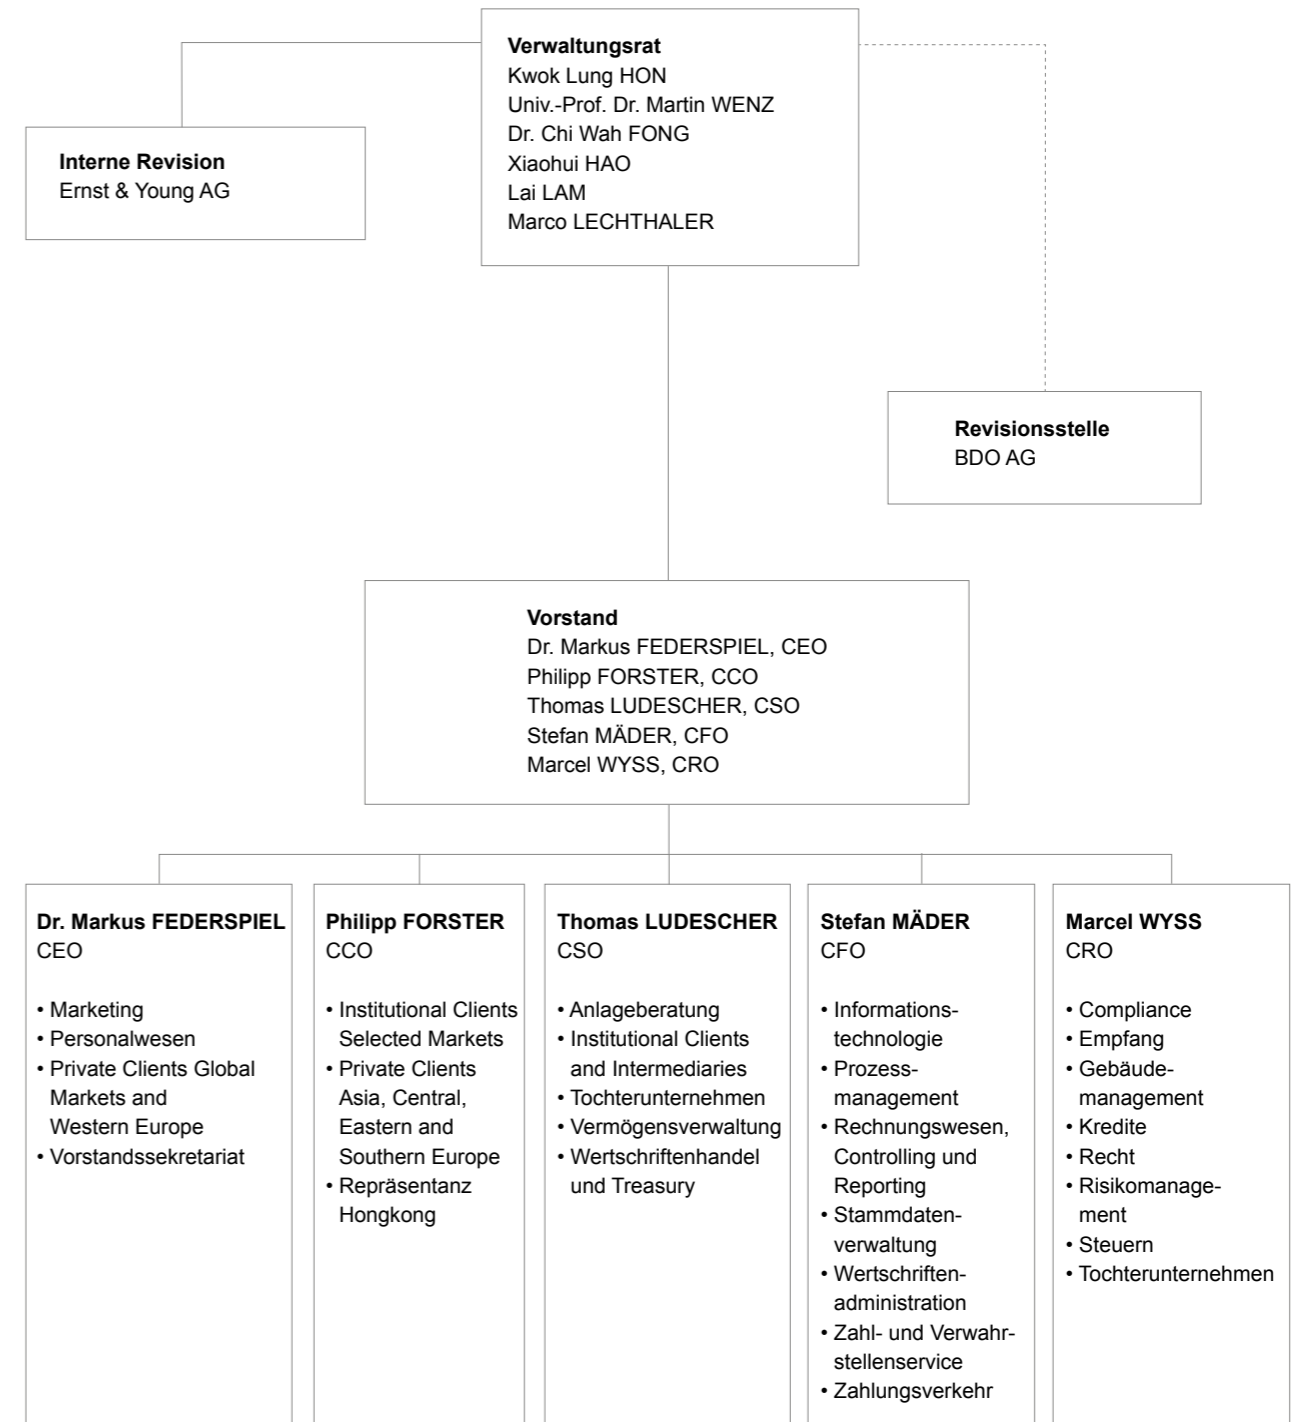 Verwaltungsrat
Kwok Lung HON
Univ.-Prof. Dr. Martin WENZ
Dr. Chi Wah FONG
Xiaohui HAO
Lai LAM
Marco LECHTHALER
Interne Revision
Ernst & Young AG
Revisionsstelle
BDO AG
Vorstand
Dr. Markus FEDERSPIEL, CEO
Philipp FORSTER, CCO
Thomas LUDESCHER, CSO
Stefan MÄDER, CFO
Marcel WYSS, CRO
Dr. Markus FEDERSPIEL
CEO
• Marketing
• Personalwesen
• Private Clients Global
Markets and
Western Europe
• Vorstandssekretariat
Philipp FORSTER
CCO
• Institutional Clients
Selected Markets
• Private Clients
Asia, Central,
Eastern and
Southern Europe
• Repräsentanz
Hongkong
Thomas LUDESCHER
CSO
• Anlageberatung
• Institutional Clients
and Intermediaries
• Tochterunternehmen
• Vermögensverwaltung
• Wertschriftenhandel
und Treasury
Stefan MÄDER
CFO
• Informations-
technologie
• Prozess-
management
• Rechnungswesen,
Controlling und
Reporting
• Stammdaten-
verwaltung
• Wertschriften-
administration
• Zahl- und Verwahr-
stellenservice
• Zahlungsverkehr
Marcel WYSS
CRO
• Compliance
• Empfang
• Gebäude-
management
• Kredite
• Recht
• Risikomanage-
ment
• Steuern
• Tochterunternehmen